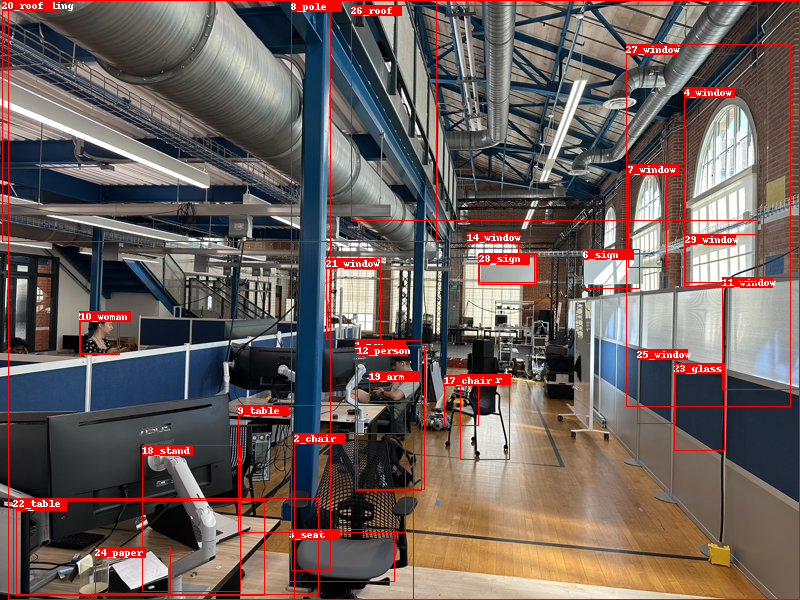 20_roof
8_pole
26_roof
27_window
4_window
7_window
14_window
29_window
6_sign
28_sign
21_window
11_window
10_woman
12_person
25_window
23_glass
19_arm
17_chair
9_table
ASUS
2_chair
18_stand
22_table
24_paper